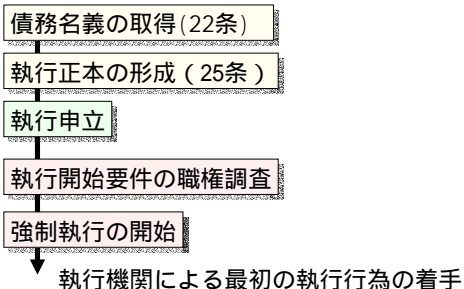 債務名義の取得(22条)
執行正本の形成(25条)
執行申立
執行開始要件の職権調査
強制執行の開始
執行機関による最初の執行行為の着手